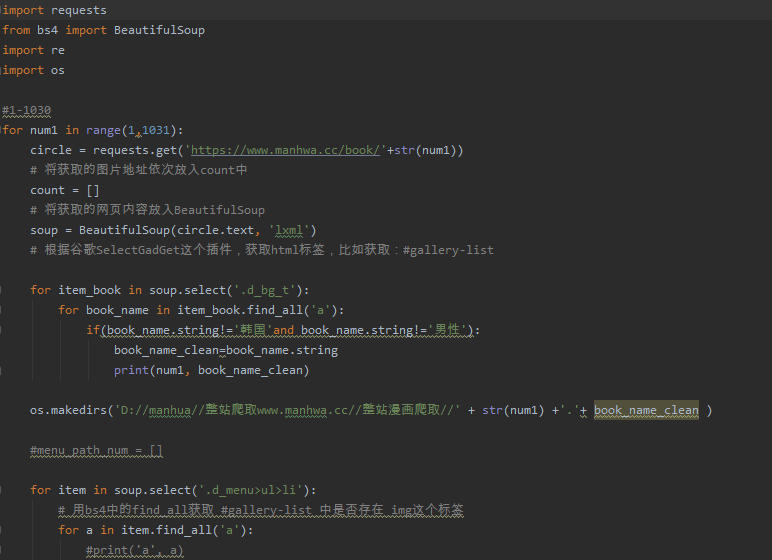 import requests
from bs4 import BeautifulSoup
import re
import os
#1-1030
for num1 in range(1,1031):
circle = requests.get('https://www.manhwa.cc/book/'+str(num1))
# 将获取的图片地址依次放入count中
count = []
# 将获取的网页内容放入BeautifulSoup
soup = BeautifulSoup(circle.text, 'lxml')
# 根据谷歌SelectGadGet这个插件，获取html标签，比如获取：#gallery-list
for item_book in soup.select('.d_bg_t'):
for book_name in item_book.find_all('a'):
if(book_name.string!='韩国'and book_name.string!='男性'):
book_name_clean=book_name.string
print(num1, book_name_clean)
os.makedirs('D://manhua//整站爬取www.manhwa.cc//整站漫画爬取//' + str(num1) +'.'+ book_name_clean )
#menu_path_num = []
for item in soup.select('.d_menu>ul>li'):
# 用bs4中的find_all获取 #gallery-list 中是否存在 img这个标签
for a in item.find_all('a'):
#print('a', a)